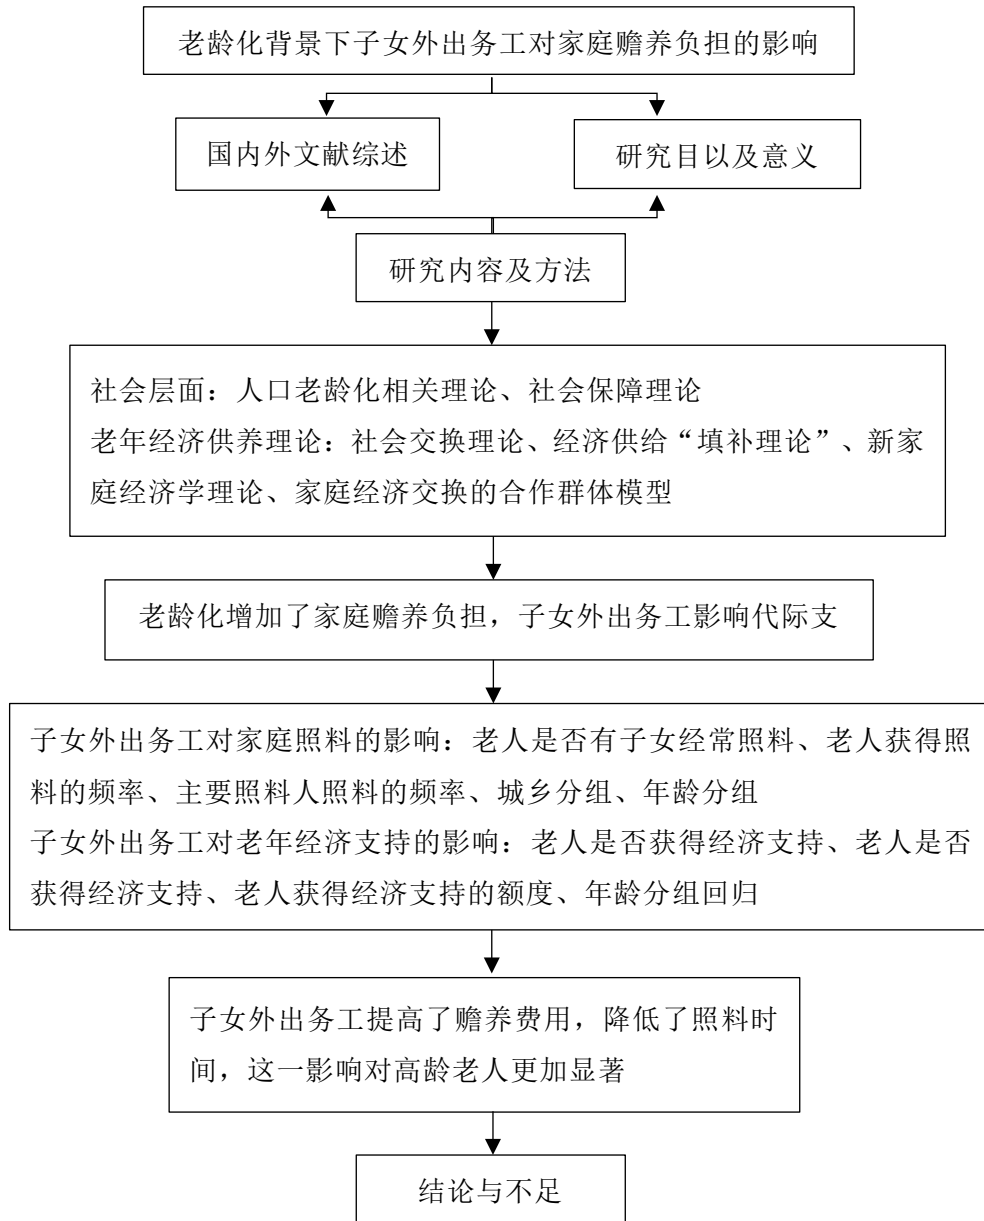 老龄化背景下子女外出务工对家庭赡养负担的影响
国内外文献综述
研究目以及意义
研究内容及方法
社会层面：人口老龄化相关理论、社会保障理论
老年经济供养理论：社会交换理论、经济供给“填补理论”、新家
庭经济学理论、家庭经济交换的合作群体模型
老龄化增加了家庭赡养负担，子女外出务工影响代际支
子女外出务工对家庭照料的影响：老人是否有子女经常照料、老人获得照
料的频率、主要照料人照料的频率、城乡分组、年龄分组
子女外出务工对老年经济支持的影响：老人是否获得经济支持、老人是否
获得经济支持、老人获得经济支持的额度、年龄分组回归
子女外出务工提高了赡养费用，降低了照料时
间，这一影响对高龄老人更加显著
结论与不足